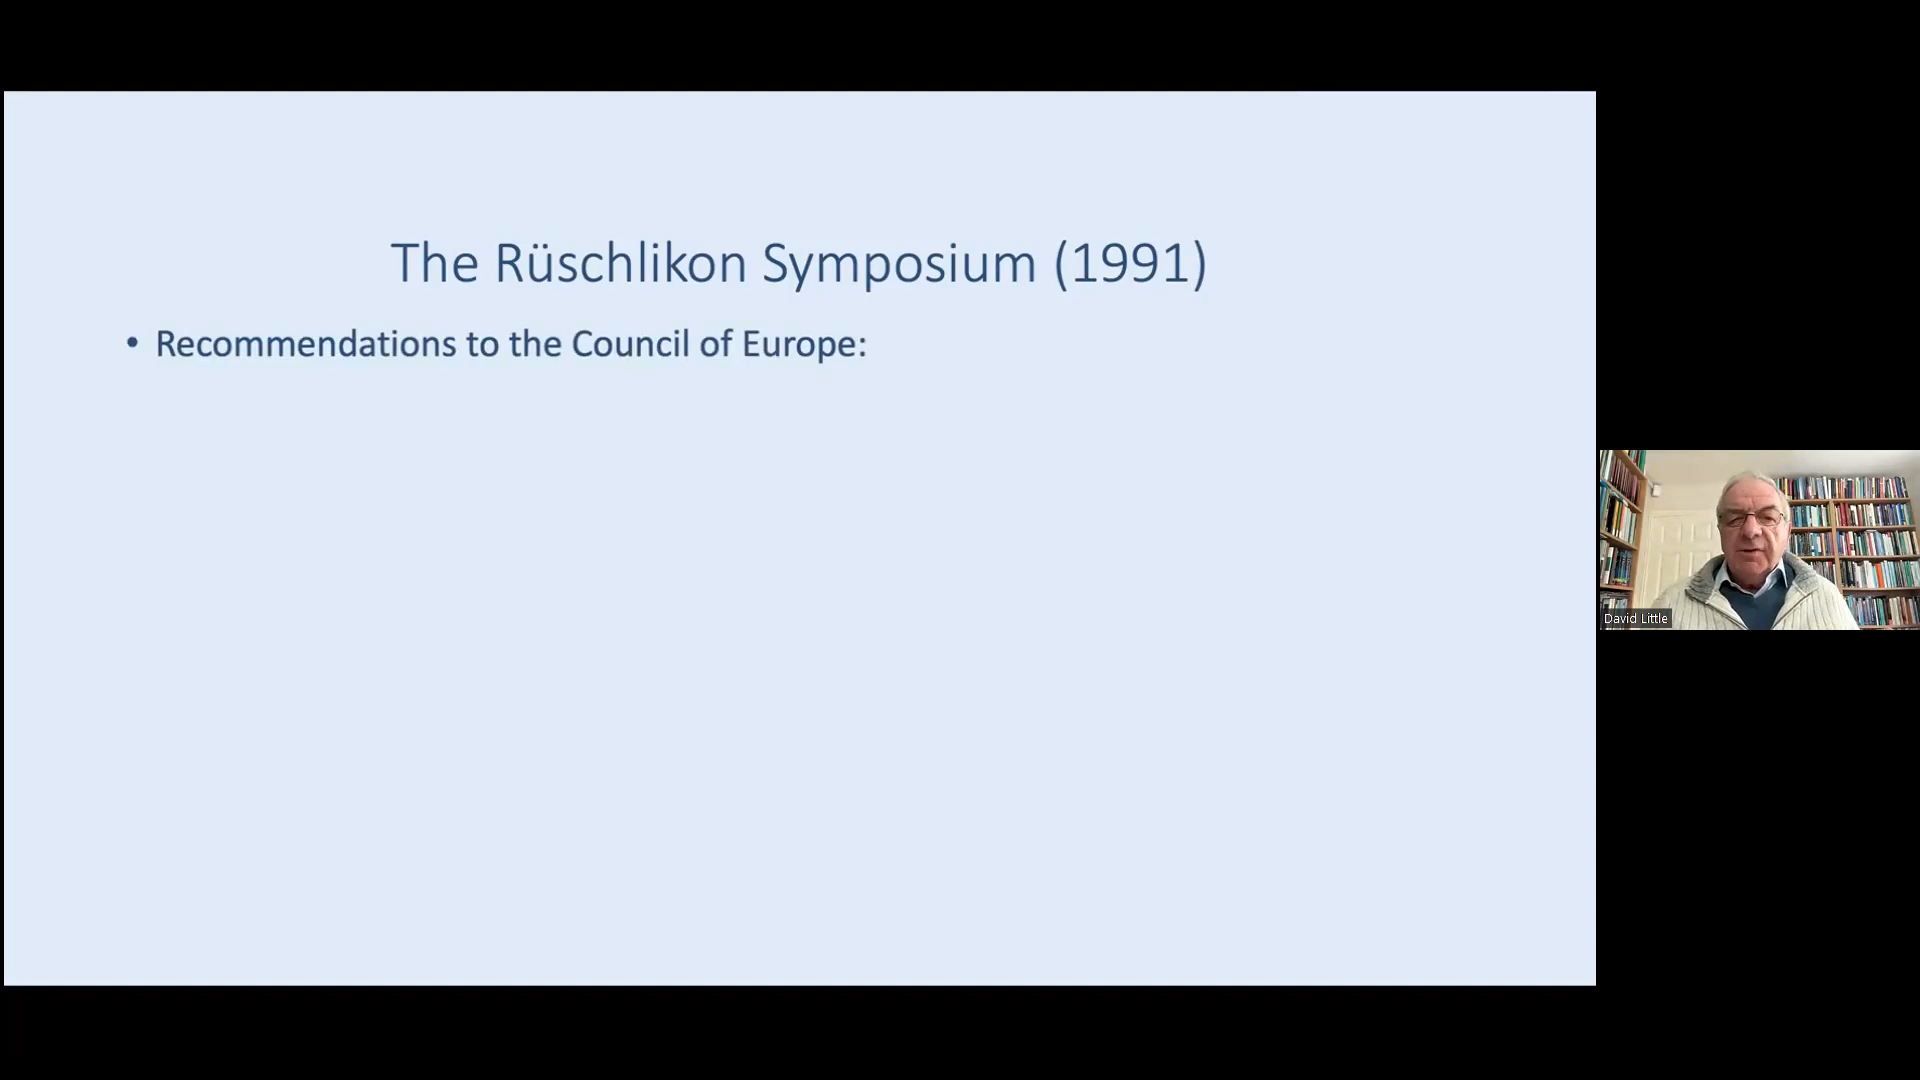 The Rüschlikon Symposium (1991)
• Recommendations to the Council of Europe:
David Little